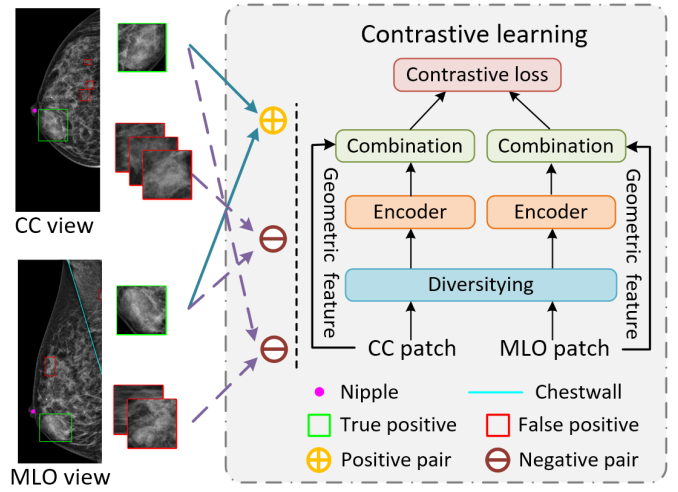 Contrastive learning
Contrastive loss
Combination
Combination
Geometric feature
Geometric feature
Encoder
Encoder
Diversitying
CC patch
MLO patch
CC view
MLO view
Nipple
Chestwall
True positive
False positive
Positive pair
Negative pair